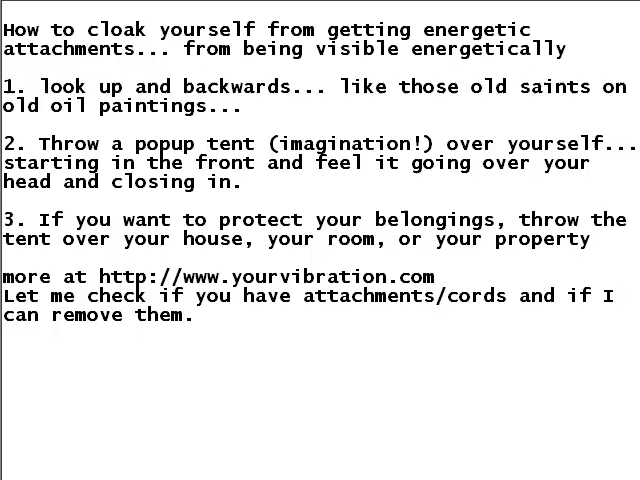 How to cloak yourself from getting energetic
attachments... from being visible energetically
1. look up and backwards... like those old saints on
old oil paintings...
2. Throw a popup tent (imagination!) over yourself...
starting in the front and feel it going over your
head and closing in.
3. If you want to protect your belongings, throw the
tent over your house, your room, or your property
more at http://www.yourvibration.com
Let me check if you have attachments/cords and if I
can remove them.